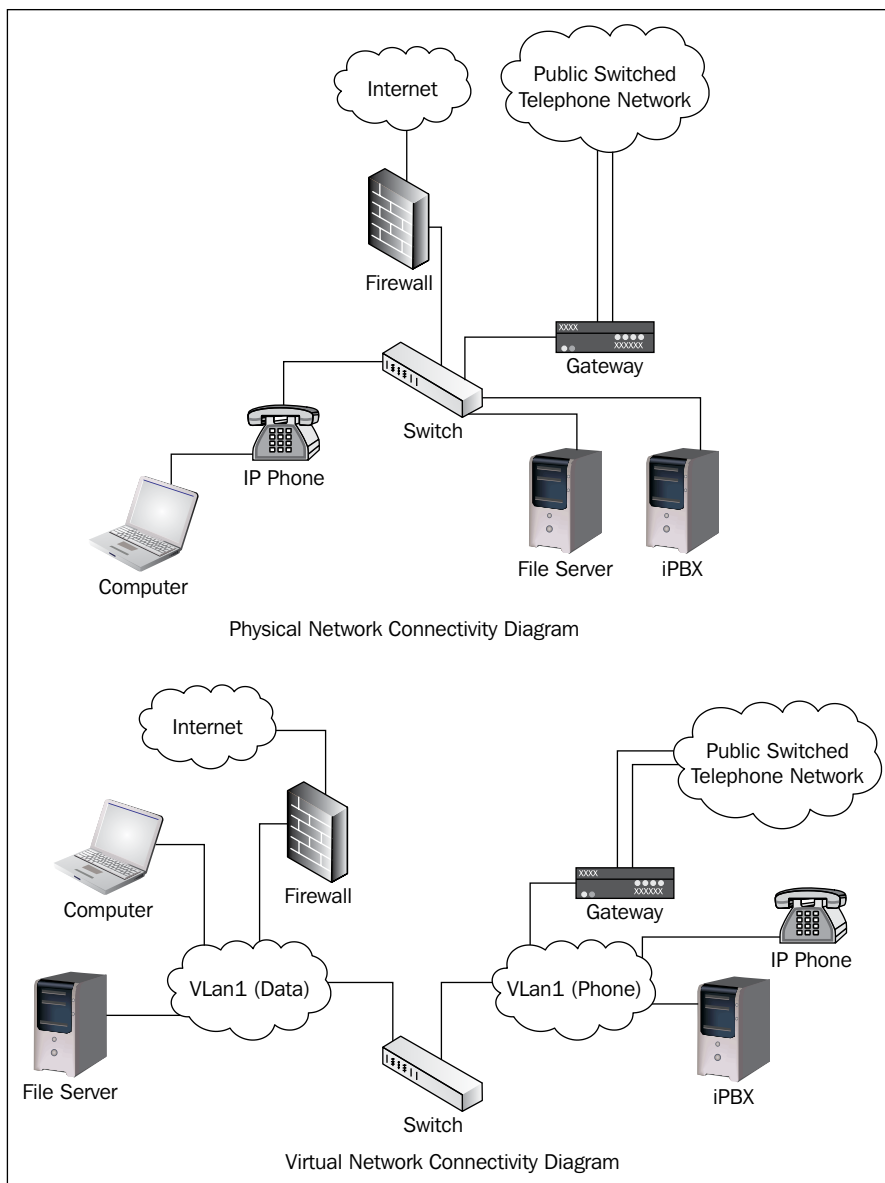 Internet
Public Switched
Telephone Network
Firewall
XXXX
XXXXXX
Gateway
Switch
IP Phone
Computer
File Server
iPBX
Physical Network Connectivity Diagram
Internet
Public Switched
Telephone Network
Computer
Firewall
XXXX
XXXXXX
Gateway
IP Phone
VLan1 (Data)
VLan1 (Phone)
File Server
Switch
iPBX
Virtual Network Connectivity Diagram